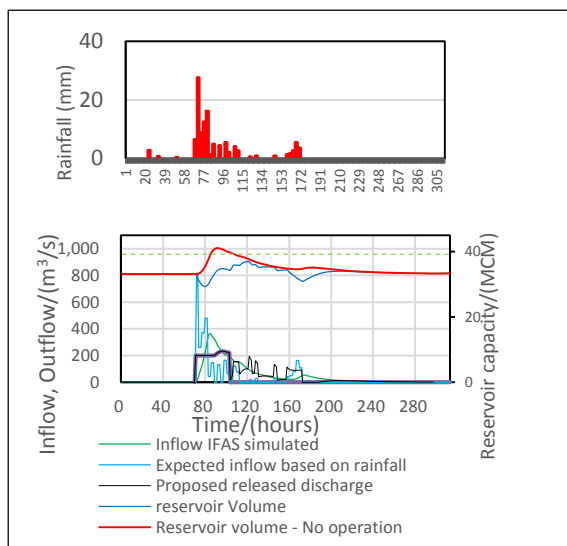 40
20
0
Rainfall (mm)
1 20 39 58 77 96 115 134 153 172 191 210 229 248 267 286 305
1,000
800
600
400
200
0
Inflow, Outflow/(m³/s)
40
20
0
Reservoir capacity/(MCM)
0 40 80 120 160 200 240 280
Time/(hours)
Inflow IFAS simulated
Expected inflow based on rainfall
Proposed released discharge
reservoir Volume
Reservoir volume - No operation